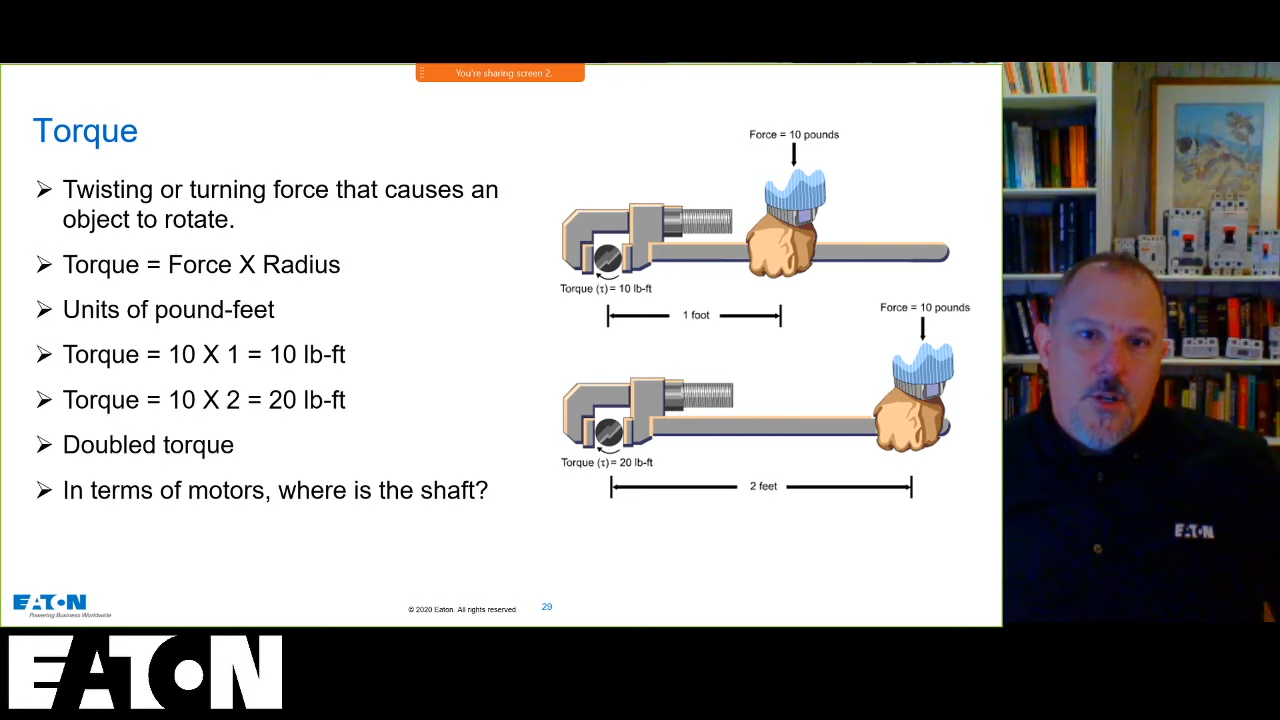 You're sharing screen 2.
Torque
Twisting or turning force that causes an
object to rotate.
Torque = Force X Radius
Units of pound-feet
Torque = 10 X 1 = 10 lb-ft
Torque = 10 X 2 = 20 lb-ft
Doubled torque
In terms of motors, where is the shaft?
Force = 10 pounds
Torque (τ) = 10 lb-ft
1 foot
Force = 10 pounds
Torque (τ) = 20 lb-ft
2 feet
EATON
Powering Business Worldwide
© 2020 Eaton. All rights reserved
29
EATON
EATON